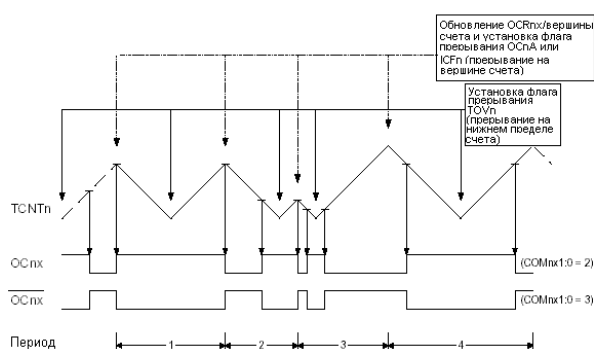 Обновление OCRnx/вершины
счета и установка флага
прерывания OCnA или
ICFn (прерывание на
вершине счета)
Установка флага
прерывания
TOVn
(прерывание на
нижнем пределе
счета)
TCNTn
OCnx
(COMnx1:0 = 2)
OCnx
(COMnx1:0 = 3)
Период
1
2
3
4